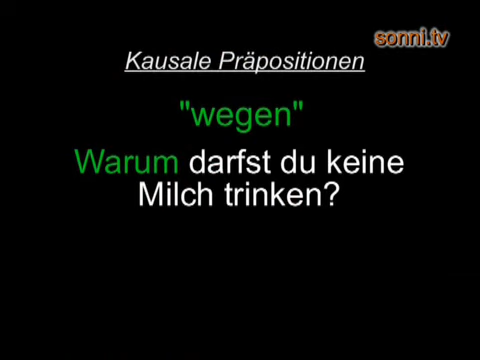 sonni.tv
Kausale Präpositionen
"wegen"
Warum darfst du keine
Milch trinken?